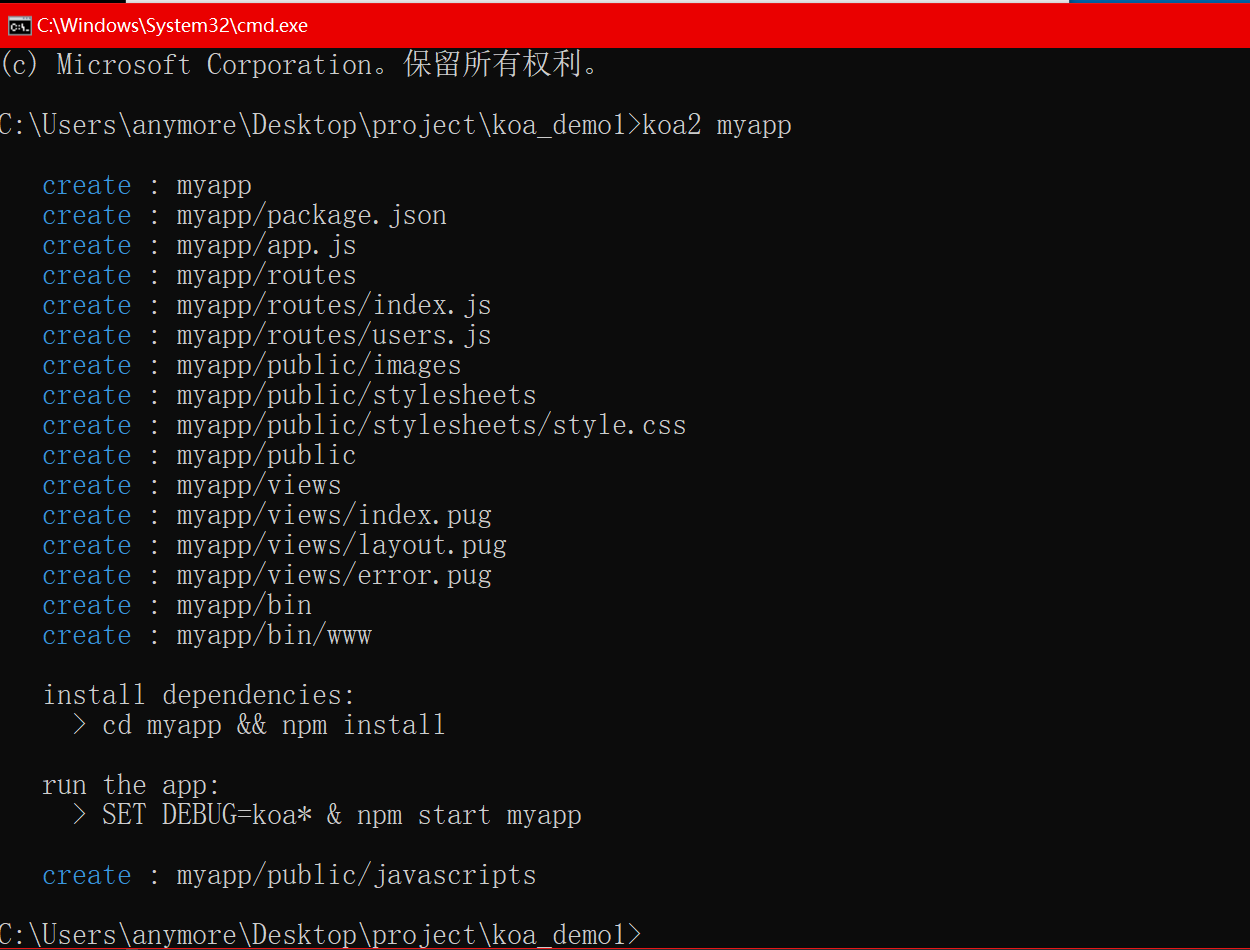 C:\Windows\System32\cmd.exe
(c) Microsoft Corporation。保留所有权利。
C:\Users\anymore\Desktop\project\koa_demo1>koa2 myapp
create : myapp
create : myapp/package.json
create : myapp/app.js
create : myapp/routes
create : myapp/routes/index.js
create : myapp/routes/users.js
create : myapp/public/images
create : myapp/public/stylesheets
create : myapp/public/stylesheets/style.css
create : myapp/public
create : myapp/views
create : myapp/views/index.pug
create : myapp/views/layout.pug
create : myapp/views/error.pug
create : myapp/bin
create : myapp/bin/www
install dependencies:
> cd myapp && npm install
run the app:
> SET DEBUG=koa* & npm start myapp
create : myapp/public/javascripts
C:\Users\anymore\Desktop\project\koa_demo1>